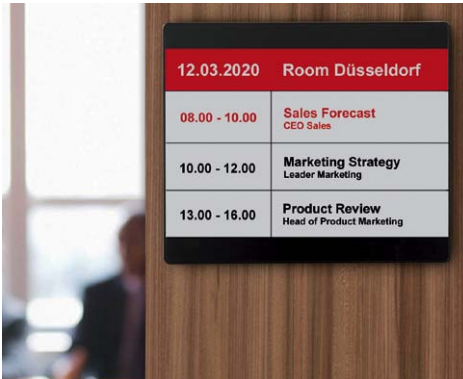 12.03.2020 Room Düsseldorf
08.00 - 10.00 Sales Forecast
CEO Sales
10.00 - 12.00 Marketing Strategy
Leader Marketing
13.00 - 16.00 Product Review
Head of Product Marketing